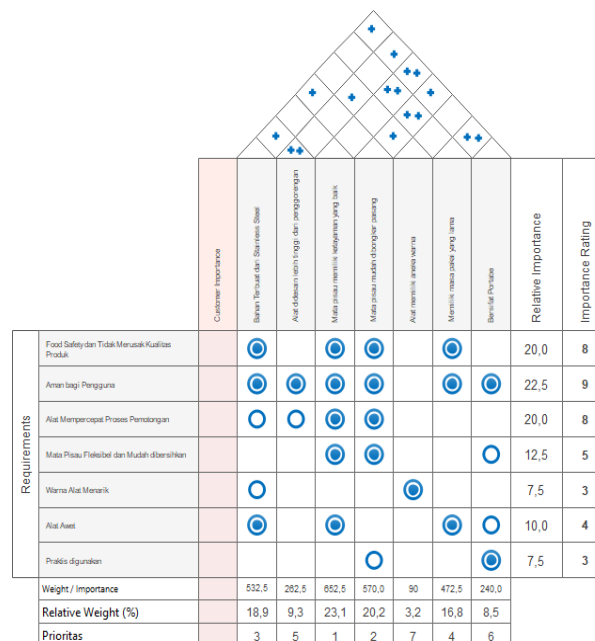 Customer Importance
Bahan Terbuat dari Stainless Steel
Alat didesain lebih tinggi dari penggorengan
Mata pisau memiliki ketajaman yang baik
Mata pisau mudah dibongkar pasang
Alat memiliki aneka warna
Memiliki masa pakai yang lama
Bersifat Portabe
Relative Importance
Importance Rating
Requirements
Food Safety dan Tidak Merusak Kualitas
Produk
20,0 8
Aman bagi Pengguna
22,5 9
Alat Mempercepat Proses Pemotongan
20,0 8
Mata Pisau Fleksibel dan Mudah dibersihkan
12,5 5
Warna Alat Menarik
7,5 3
Alat Awet
10,0 4
Praktis digunakan
7,5 3
Weight / Importance 532,5 262,5 652,5 570,0 90 472,5 240,0
Relative Weight (%) 18,9 9,3 23,1 20,2 3,2 16,8 8,5
Prioritas 3 5 1 2 7 4 6